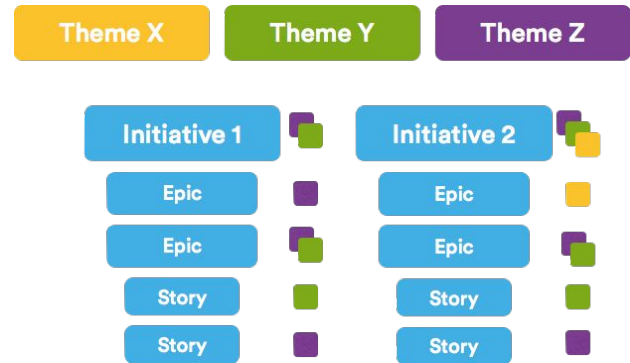 Theme X Theme Y Theme Z
Initiative 1 Initiative 2
Epic Epic
Epic Epic
Story Story
Story Story